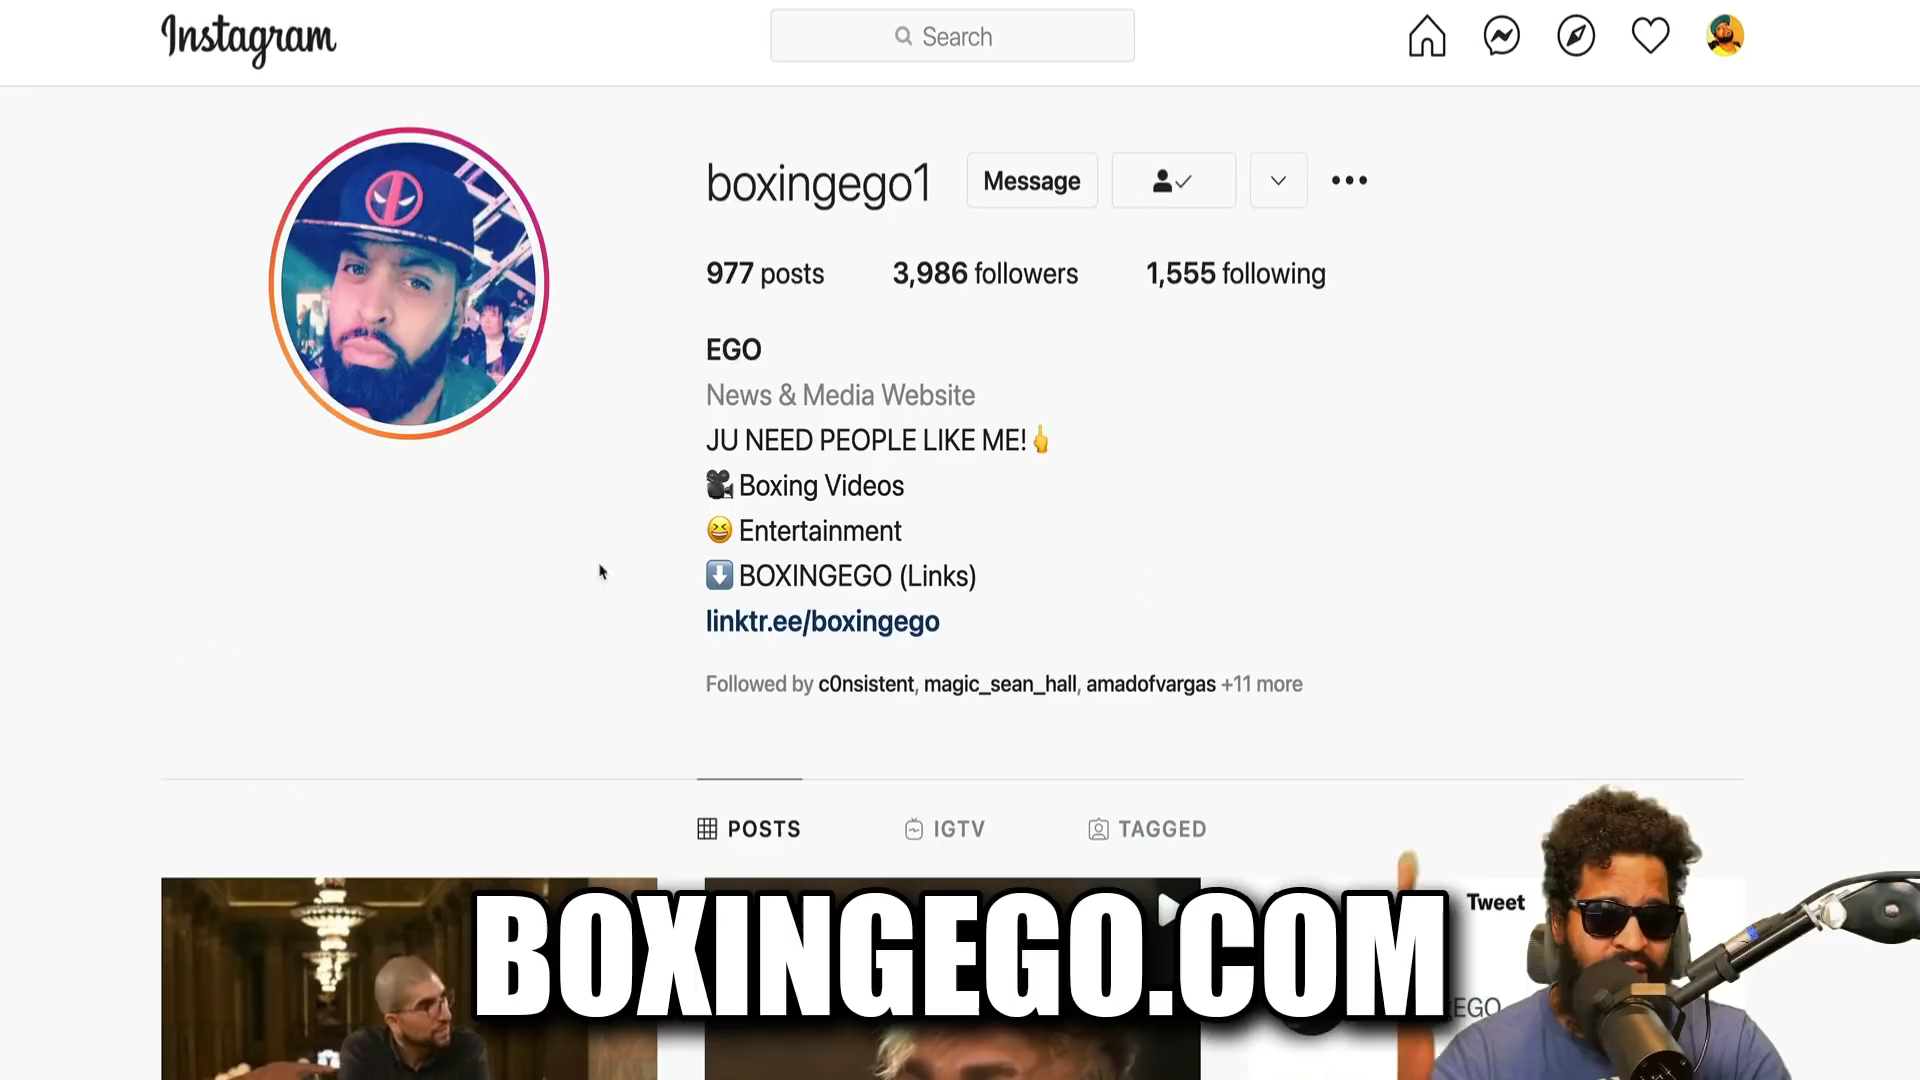 Instagram
Search
boxingego1
Message
977 posts
3,986 followers
1,555 following
EGO
News & Media Website
JU NEED PEOPLE LIKE ME!👆
🎥 Boxing Videos
😆 Entertainment
⬇️ BOXINGEGO (Links)
linktr.ee/boxingego
Followed by c0nsistent, magic_sean_hall, amadofvargas +11 more
POSTS
IGTV
TAGGED
Tweet
BOXINGEGO.COM
EGO